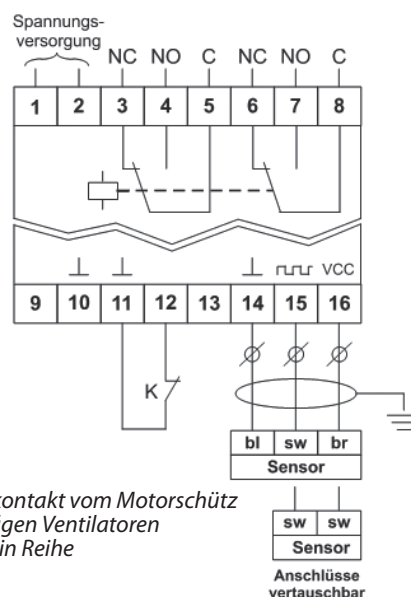 Spannungs-
versorgung
NC NO C NC NO C
1 2 3 4 5 6 7 8
VCC
9 10 11 12 13 14 15 16
K
bl sw br
Sensor
kontakt vom Motorschütz
igen Ventilatoren
in Reihe
sw sw
Sensor
Anschlüsse
vertauschbar